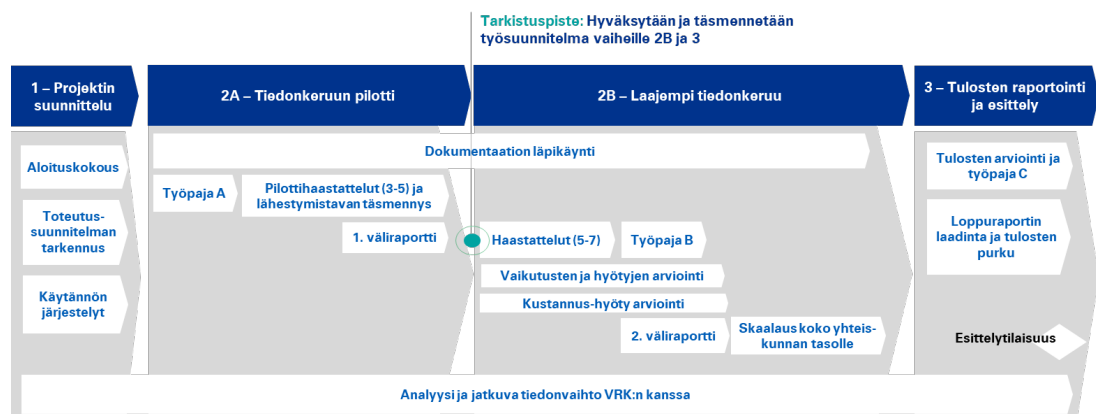 Tarkistuspiste: Hyväksytään ja täsmennetään
työsuunnitelma vaiheille 2B ja 3
1 – Projektin
suunnittelu
2A – Tiedonkeruun pilotti
2B – Laajempi tiedonkeruu
3 – Tulosten raportointi
ja esittely
Aloituskokous
Toteutus-
suunnitelman
tarkennus
Käytännön
järjestelyt
Dokumentaation läpikäynti
Työpaja A
Pilottihaastattelut (3-5) ja
lähestymistavan täsmennys
1. väliraportti
Haastattelut (5-7)
Työpaja B
Vaikutusten ja hyötyjen arviointi
Kustannus-hyöty arviointi
2. väliraportti
Skaalaus koko yhteis-
kunnan tasolle
Tulosten arviointi ja
työpaja C
Loppuraportin
laadinta ja tulosten
purku
Esittelytilaisuus
Analyysi ja jatkuva tiedonvaihto VRK:n kanssa